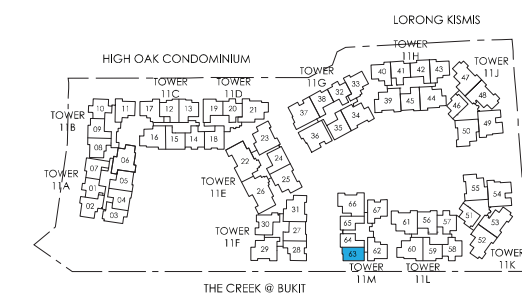 LORONG KISMIS
HIGH OAK CONDOMINIUM
TOWER
11H
TOWER
11J
TOWER
11G
TOWER
11C
TOWER
11D
TOWER
11B
40 41 42 43
47
48
39 45 44
46
49
50
33
32
38
37
34
35
36
10 11 17 12 13 19 20 21
09
08
16 15 14 18
23
22
24
25
26
07
06
05
01
04
02
03
TOWER
11A
TOWER
11E
TOWER
11F
31
30
27
29
28
66
67
65
64
63
62
61 56 57
60 59 58
55
54
51
53
52
TOWER
11M
TOWER
11L
TOWER
11K
THE CREEK @ BUKIT